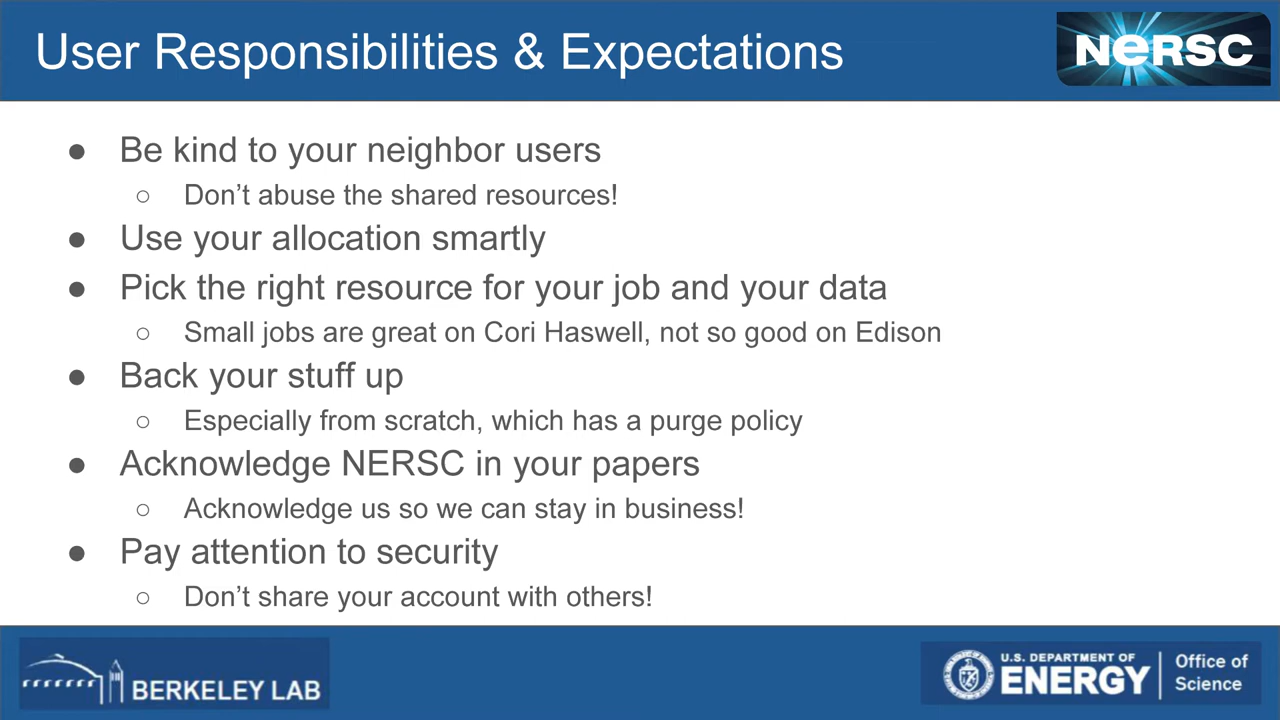 User Responsibilities & Expectations
NERSC
● Be kind to your neighbor users
○ Don’t abuse the shared resources!
● Use your allocation smartly
● Pick the right resource for your job and your data
○ Small jobs are great on Cori Haswell, not so good on Edison
● Back your stuff up
○ Especially from scratch, which has a purge policy
● Acknowledge NERSC in your papers
○ Acknowledge us so we can stay in business!
● Pay attention to security
○ Don’t share your account with others!
BERKELEY LAB
U.S. DEPARTMENT OF
ENERGY
Office of
Science